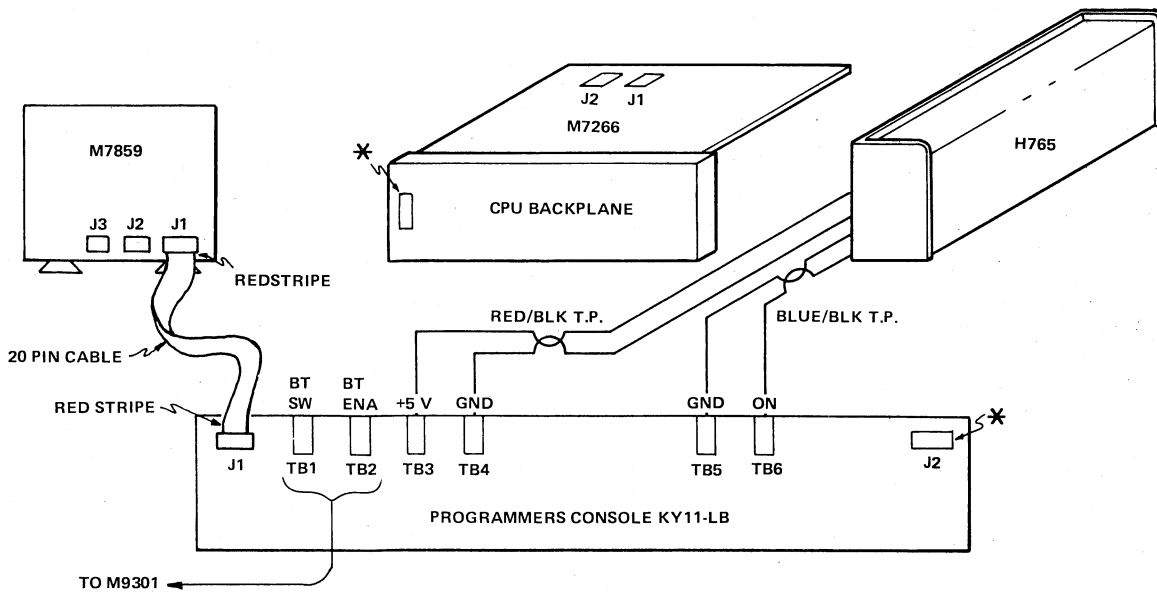 J2
J1
M7266
H765
M7859
*
J3
J2
J1
CPU BACKPLANE
REDSTRIPE
RED/BLK T.P.
BLUE/BLK T.P.
20 PIN CABLE
RED STRIPE
BT
SW
BT
ENA
+5 V
GND
GND
ON
*
J1
TB1
TB2
TB3
TB4
TB5
TB6
J2
PROGRAMMERS CONSOLE KY11-LB
TO M9301